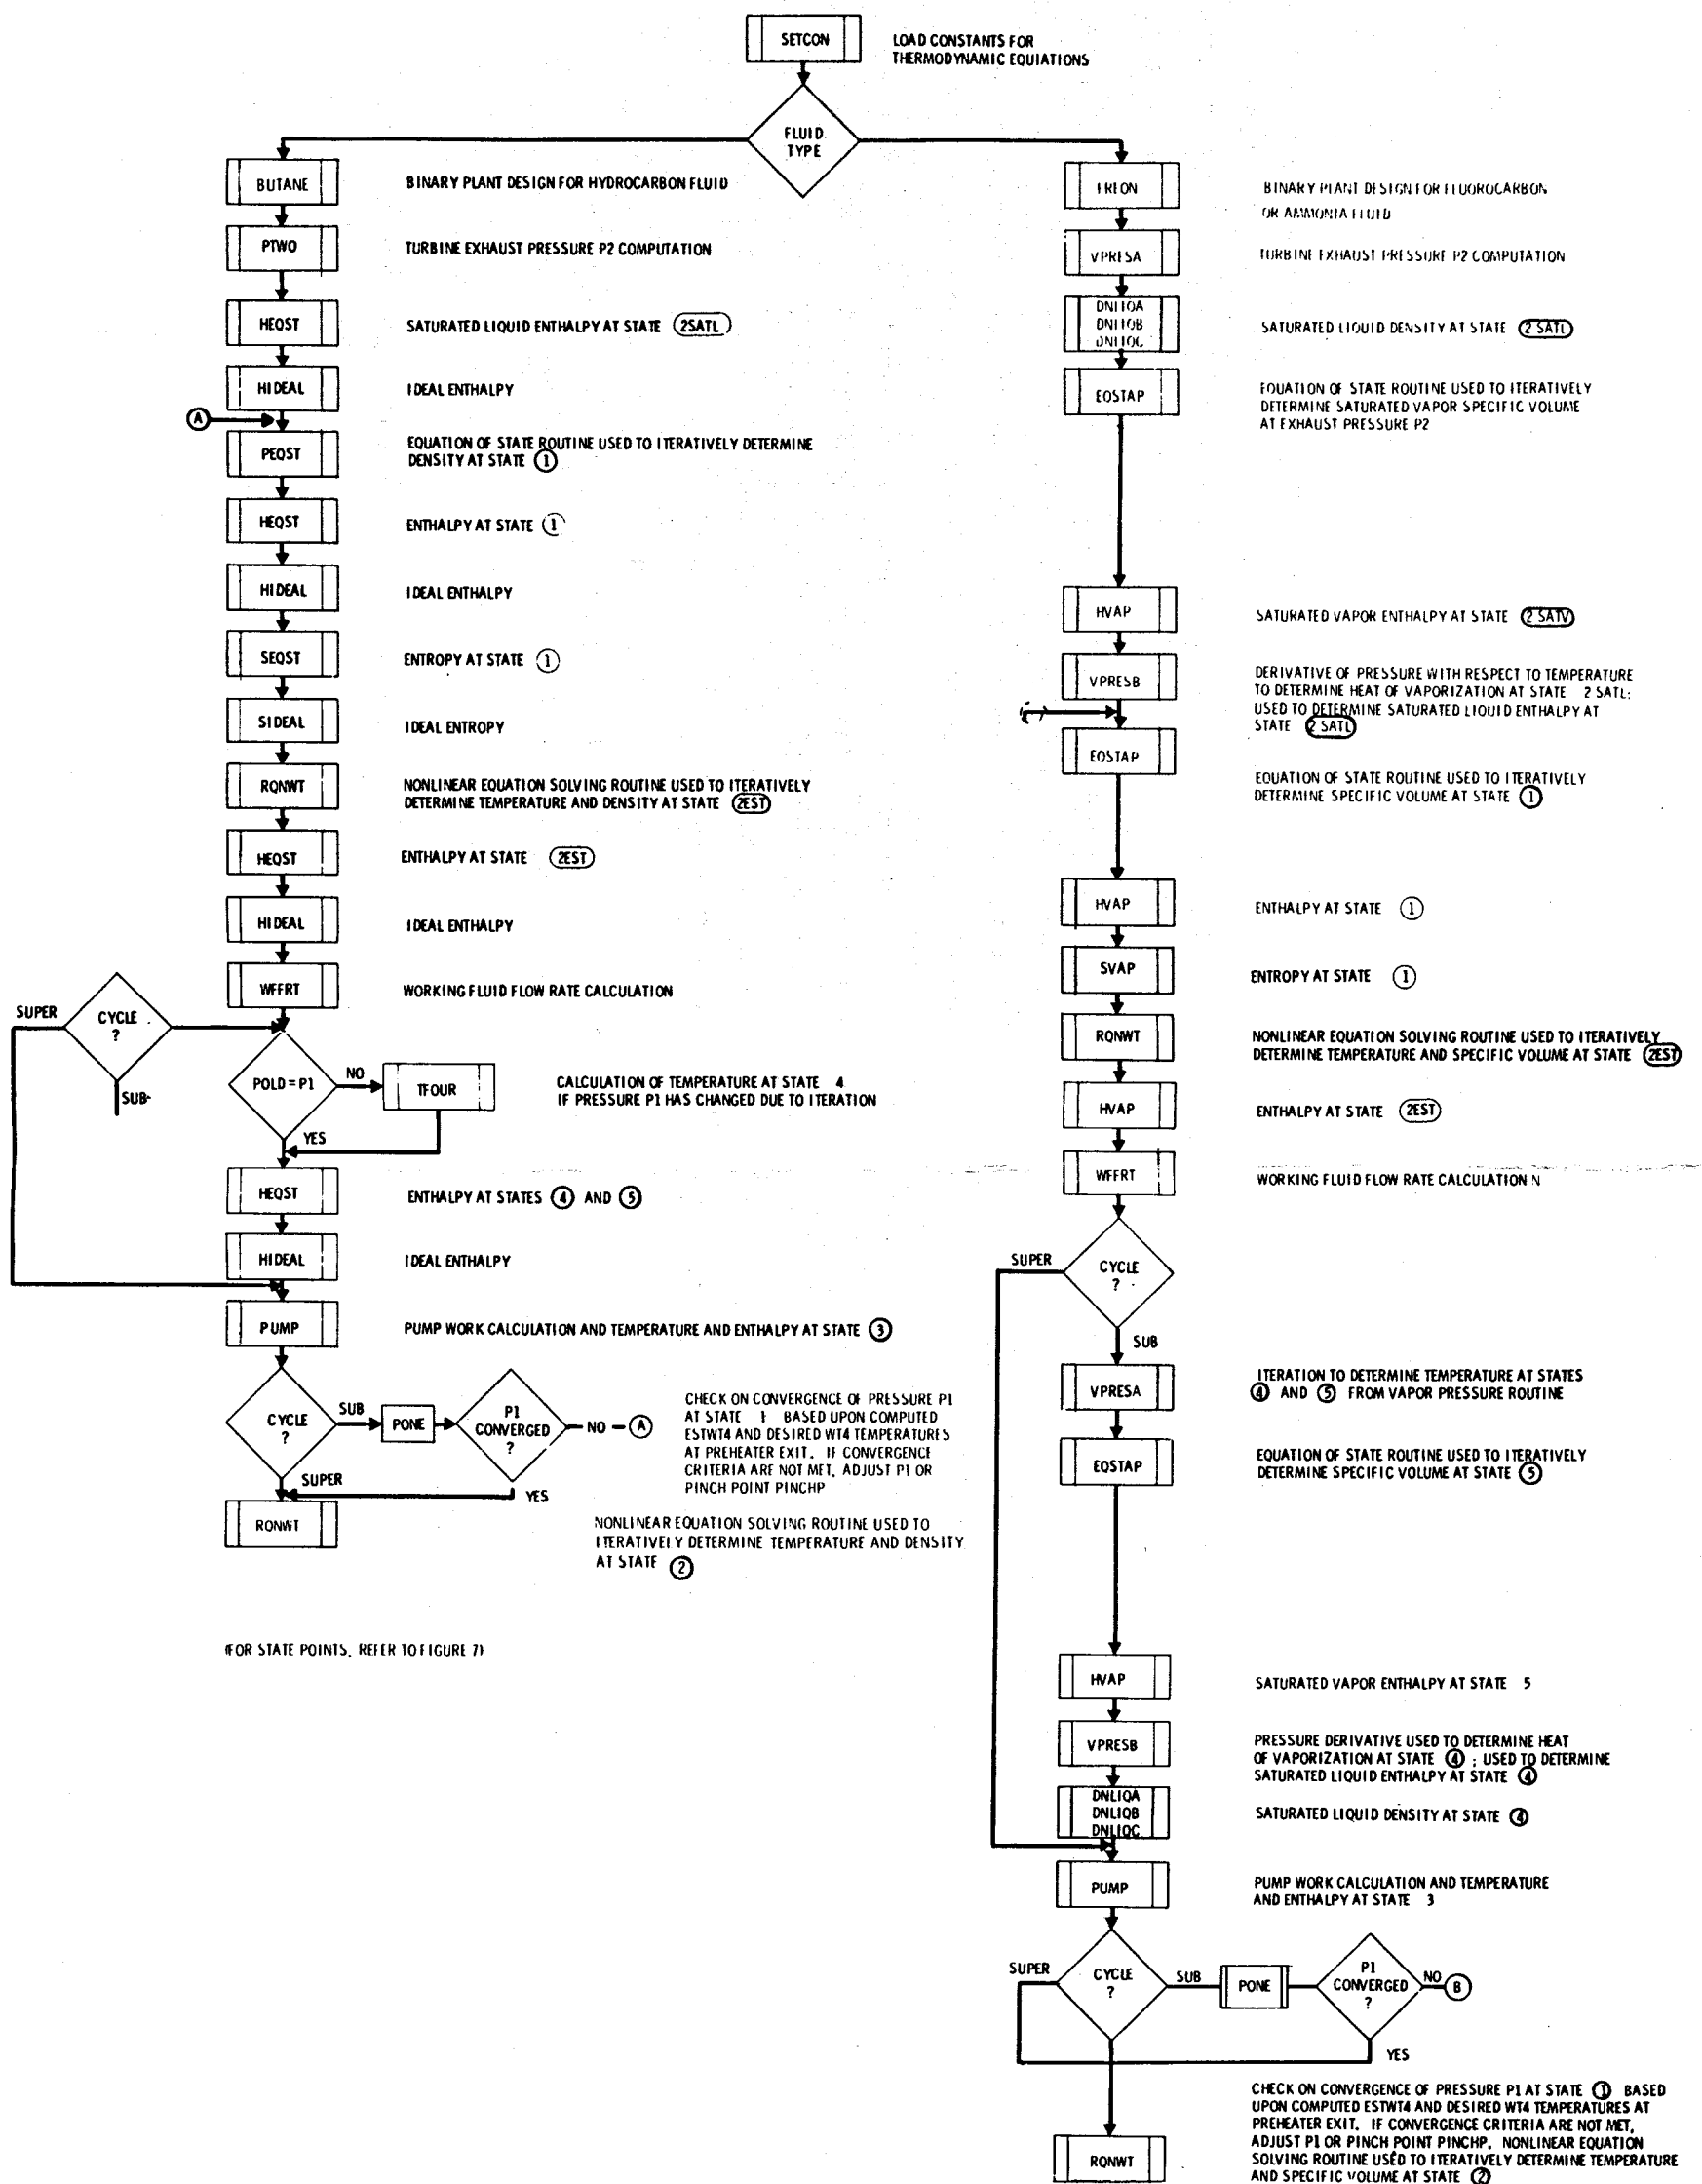 SETCON
LOAD CONSTANTS FOR
THERMODYNAMIC EQUIATIONS
FLUID
TYPE
BUTANE
BINARY PLANT DESIGN FOR HYDROCARBON FLUID
PTWO
TURBINE EXHAUST PRESSURE P2 COMPUTATION
HEQST
SATURATED LIQUID ENTHALPY AT STATE 2SATL
HIDEAL
IDEAL ENTHALPY
A
PEQST
EQUATION OF STATE ROUTINE USED TO ITERATIVELY DETERMINE
DENSITY AT STATE 1
HEQST
ENTHALPY AT STATE 1
HIDEAL
IDEAL ENTHALPY
SEQST
ENTROPY AT STATE 1
SIDEAL
IDEAL ENTROPY
RQNWT
NONLINEAR EQUATION SOLVING ROUTINE USED TO ITERATIVELY
DETERMINE TEMPERATURE AND DENSITY AT STATE 2EST
HEQST
ENTHALPY AT STATE 2EST
HIDEAL
IDEAL ENTHALPY
WFFRT
WORKING FLUID FLOW RATE CALCULATION
SUPER
CYCLE
?
SUB
POLD = P1
NO
TFOUR
CALCULATION OF TEMPERATURE AT STATE 4
IF PRESSURE P1 HAS CHANGED DUE TO ITERATION
YES
HEQST
ENTHALPY AT STATES 4 AND 5
HIDEAL
IDEAL ENTHALPY
PUMP
PUMP WORK CALCULATION AND TEMPERATURE AND ENTHALPY AT STATE 3
CYCLE
?
SUB
PONE
P1
CONVERGED
?
NO
A
CHECK ON CONVERGENCE OF PRESSURE P1
AT STATE 1 BASED UPON COMPUTED
ESTWT4 AND DESIRED WT4 TEMPERATURES
AT PREHEATER EXIT. IF CONVERGENCE
CRITERIA ARE NOT MET, ADJUST P1 OR
PINCH POINT PINCHP
SUPER
YES
RQNWT
NONLINEAR EQUATION SOLVING ROUTINE USED TO
ITERATIVELY DETERMINE TEMPERATURE AND DENSITY
AT STATE 2
(FOR STATE POINTS, REFER TO FIGURE 7)
FREON
BINARY PLANT DESIGN FOR FLUOROCARBON
OR AMMONIA FLUID
VPRESA
TURBINE EXHAUST PRESSURE P2 COMPUTATION
DNLIQA
DNLIQB
DNLIQC
SATURATED LIQUID DENSITY AT STATE 2 SATL
EQSTAP
EQUATION OF STATE ROUTINE USED TO ITERATIVELY
DETERMINE SATURATED VAPOR SPECIFIC VOLUME
AT EXHAUST PRESSURE P2
HVAP
SATURATED VAPOR ENTHALPY AT STATE 2 SATV
VPRESB
DERIVATIVE OF PRESSURE WITH RESPECT TO TEMPERATURE
TO DETERMINE HEAT OF VAPORIZATION AT STATE 2 SATL:
USED TO DETERMINE SATURATED LIQUID ENTHALPY AT
STATE 2 SATL
EQSTAP
EQUATION OF STATE ROUTINE USED TO ITERATIVELY
DETERMINE SPECIFIC VOLUME AT STATE 1
HVAP
ENTHALPY AT STATE 1
SVAP
ENTROPY AT STATE 1
RQNWT
NONLINEAR EQUATION SOLVING ROUTINE USED TO ITERATIVELY
DETERMINE TEMPERATURE AND SPECIFIC VOLUME AT STATE 2EST
HVAP
ENTHALPY AT STATE 2EST
WFFRT
WORKING FLUID FLOW RATE CALCULATION N
SUPER
CYCLE
?
SUB
VPRESA
ITERATION TO DETERMINE TEMPERATURE AT STATES
4 AND 5 FROM VAPOR PRESSURE ROUTINE
EQSTAP
EQUATION OF STATE ROUTINE USED TO ITERATIVELY
DETERMINE SPECIFIC VOLUME AT STATE 5
HVAP
SATURATED VAPOR ENTHALPY AT STATE 5
VPRESB
PRESSURE DERIVATIVE USED TO DETERMINE HEAT
OF VAPORIZATION AT STATE 4 ; USED TO DETERMINE
SATURATED LIQUID ENTHALPY AT STATE 4
DNLIQA
DNLIQB
DNLIQC
SATURATED LIQUID DENSITY AT STATE 4
PUMP
PUMP WORK CALCULATION AND TEMPERATURE
AND ENTHALPY AT STATE 3
SUPER
CYCLE
?
SUB
PONE
P1
CONVERGED
?
NO
B
YES
CHECK ON CONVERGENCE OF PRESSURE P1 AT STATE 1 BASED
UPON COMPUTED ESTWT4 AND DESIRED WT4 TEMPERATURES AT
PREHEATER EXIT. IF CONVERGENCE CRITERIA ARE NOT MET,
ADJUST P1 OR PINCH POINT PINCHP. NONLINEAR EQUATION
SOLVING ROUTINE USED TO ITERATIVELY DETERMINE TEMPERATURE
AND SPECIFIC VOLUME AT STATE 2
RQNWT